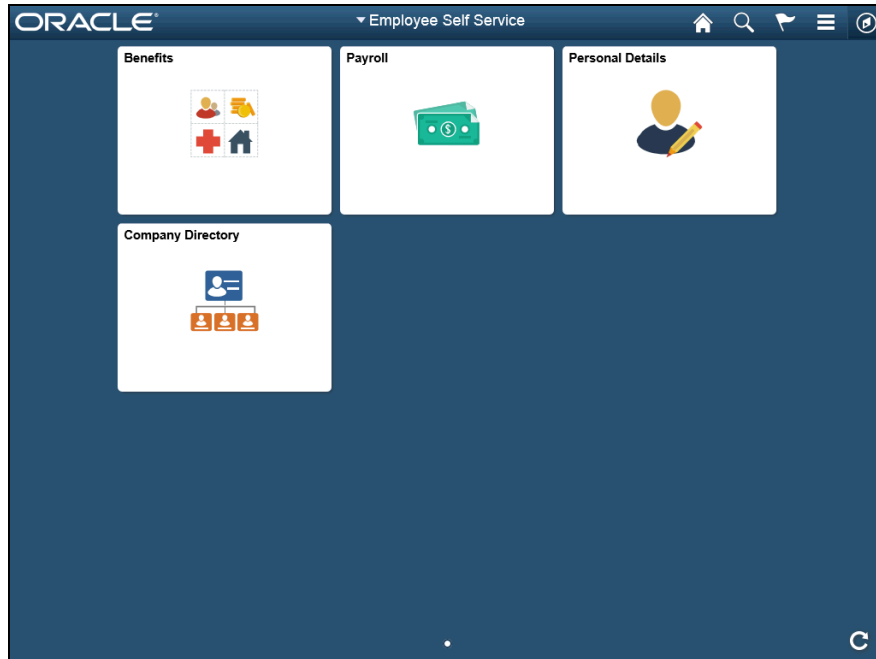 ORACLE®
Employee Self Service
Benefits
Payroll
Personal Details
Company Directory